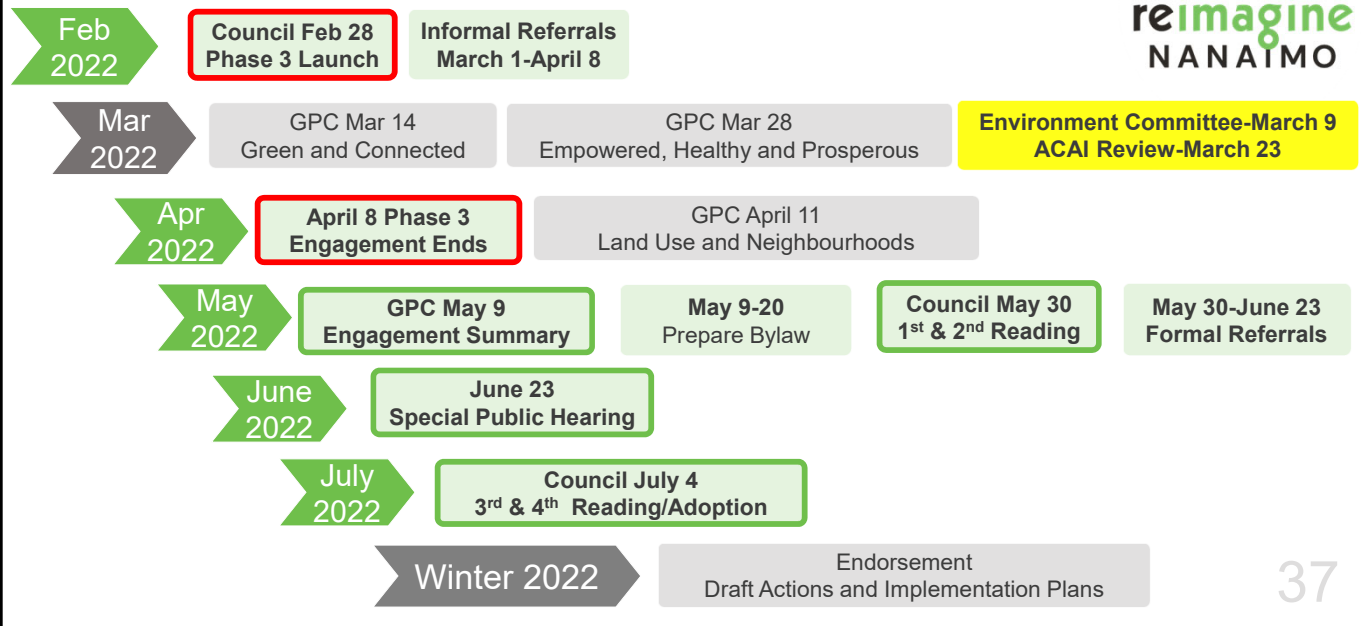 reimagine
NANAIMO
Feb
2022
Council Feb 28
Phase 3 Launch
Informal Referrals
March 1-April 8
Mar
2022
GPC Mar 14
Green and Connected
GPC Mar 28
Empowered, Healthy and Prosperous
Environment Committee-March 9
ACAI Review-March 23
Apr
2022
April 8 Phase 3
Engagement Ends
GPC April 11
Land Use and Neighbourhoods
May
2022
GPC May 9
Engagement Summary
May 9-20
Prepare Bylaw
Council May 30
1st & 2nd Reading
May 30-June 23
Formal Referrals
June
2022
June 23
Special Public Hearing
July
2022
Council July 4
3rd & 4th Reading/Adoption
Winter 2022
Endorsement
Draft Actions and Implementation Plans
37